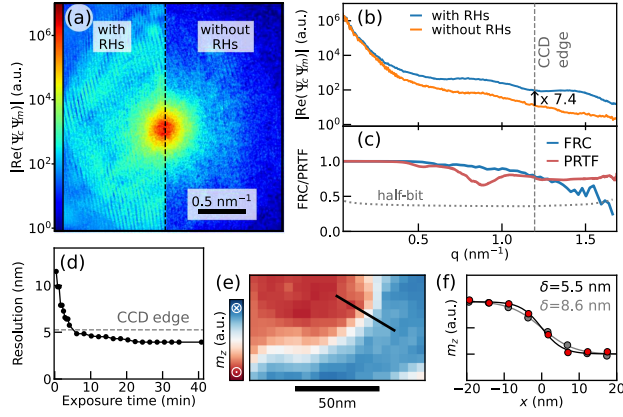 (a)
with RHs
without RHs
|Re(Ψc Ψm)| (a.u.)
10⁶
10⁴
10²
10⁰
0.5 nm⁻¹
(b)
with RHs
without RHs
CCD edge
x 7.4
|Re(Ψc Ψm)|
10⁶
10⁴
10²
10⁰
(c)
FRC
PRTF
half-bit
FRC/PRTF
1.0
0.5
0.0
0.5
1.0
1.5
q (nm⁻¹)
(d)
CCD edge
Resolution (nm)
10
5
0
0
10
20
30
40
Exposure time (min)
(e)
m_z (a.u.)
50nm
(f)
δ=5.5 nm
δ=8.6 nm
m_z (a.u.)
−20
−10
0
10
20
x (nm)